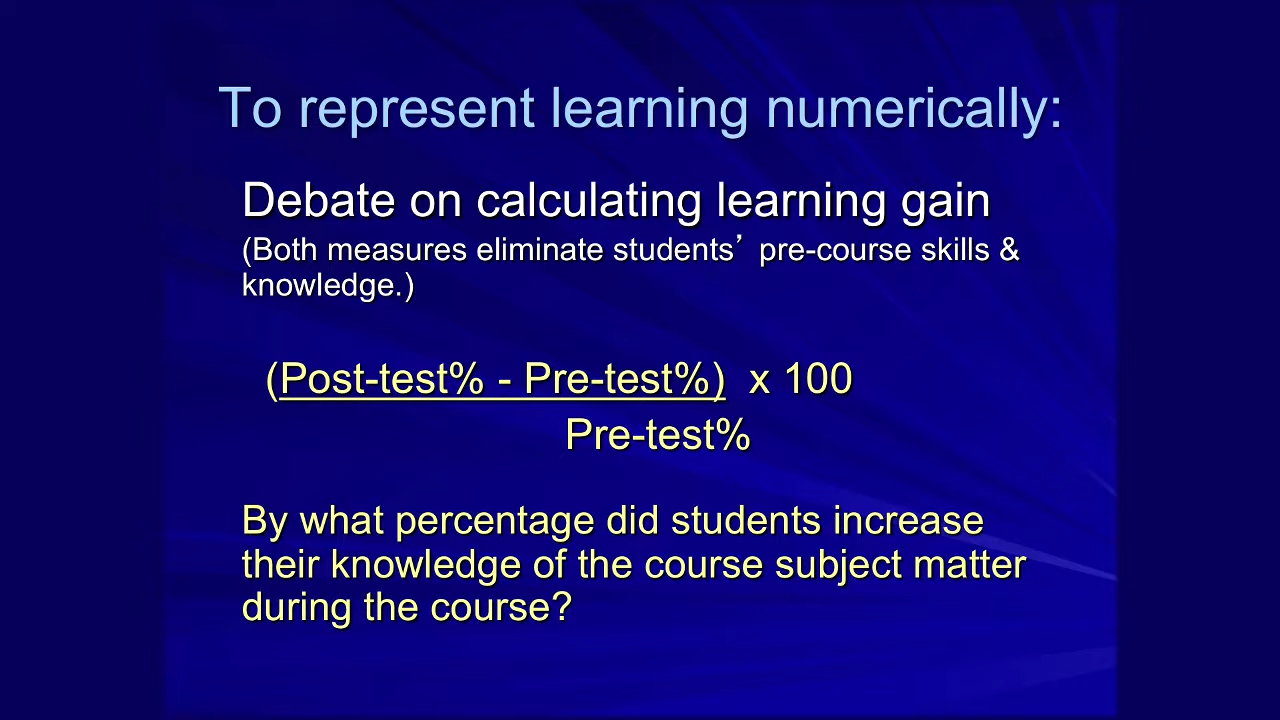 To represent learning numerically:
Debate on calculating learning gain
(Both measures eliminate students’ pre-course skills &
knowledge.)
(Post-test% - Pre-test%) x 100
Pre-test%
By what percentage did students increase
their knowledge of the course subject matter
during the course?